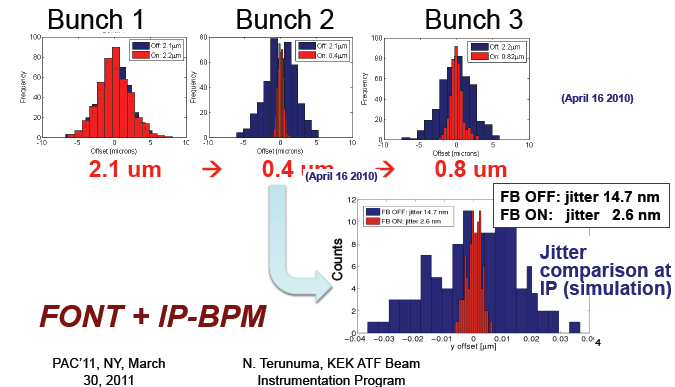 Bunch 1
Bunch 2
Bunch 3
Off: 2.1μm
On: 2.2μm
Off: 2.1μm
On: 0.4μm
Off: 2.2μm
On: 0.82μm
Frequency
100
80
60
40
20
0
-10
-5
0
5
10
Offset (microns)
Frequency
80
60
40
20
0
-10
-5
0
5
10
Offset (microns)
Frequency
100
80
60
40
20
0
-10
-5
0
5
10
Offset (microns)
(April 16 2010)
2.1 um → 0.4 um → 0.8 um
(April 16 2010)
FB OFF: jitter 14.7 nm
FB ON: jitter 2.6 nm
FB OFF: jitter 14.7 nm
FB ON: jitter 2.6 nm
Counts
12
10
8
6
4
2
0
-0.04
-0.03
-0.02
-0.01
0
0.01
0.02
0.03
0.04
y offset [μm]
Jitter
comparison at
IP (simulation)
4
FONT + IP-BPM
PAC'11, NY, March
30, 2011
N. Terunuma, KEK ATF Beam
Instrumentation Program